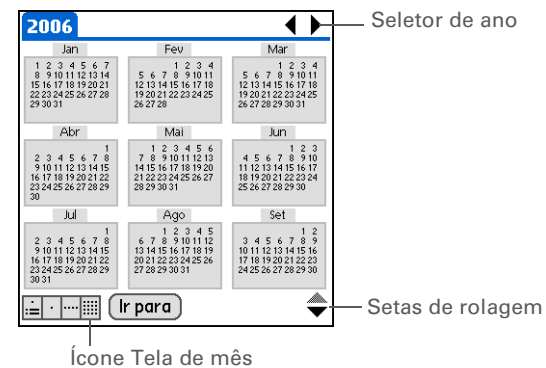 2006
Seletor de ano
Jan Fev Mar
1 2 3 4 5 6 7 1 2 3 4 1 2 3 4
8 9 10 11 12 13 14 5 6 7 8 9 10 11 5 6 7 8 9 10 11
15 16 17 18 19 20 21 12 13 14 15 16 17 18 12 13 14 15 16 17 18
22 23 24 25 26 27 28 19 20 21 22 23 24 25 19 20 21 22 23 24 25
29 30 31 26 27 28 26 27 28 29 30 31
Abr Mai Jun
1 1 2 3 4 5 6 1 2 3
2 3 4 5 6 7 8 7 8 9 10 11 12 13 4 5 6 7 8 9 10
9 10 11 12 13 14 15 14 15 16 17 18 19 20 11 12 13 14 15 16 17
16 17 18 19 20 21 22 21 22 23 24 25 26 27 18 19 20 21 22 23 24
23 24 25 26 27 28 29 28 29 30 31 25 26 27 28 29 30
30
Jul Ago Set
1 1 2 3 4 5 1 2
2 3 4 5 6 7 8 6 7 8 9 10 11 12 3 4 5 6 7 8 9
9 10 11 12 13 14 15 13 14 15 16 17 18 19 10 11 12 13 14 15 16
16 17 18 19 20 21 22 20 21 22 23 24 25 26 17 18 19 20 21 22 23
23 24 25 26 27 28 29 27 28 29 30 31 24 25 26 27 28 29 30
30 31
Ir para
Setas de rolagem
Ícone Tela de mês